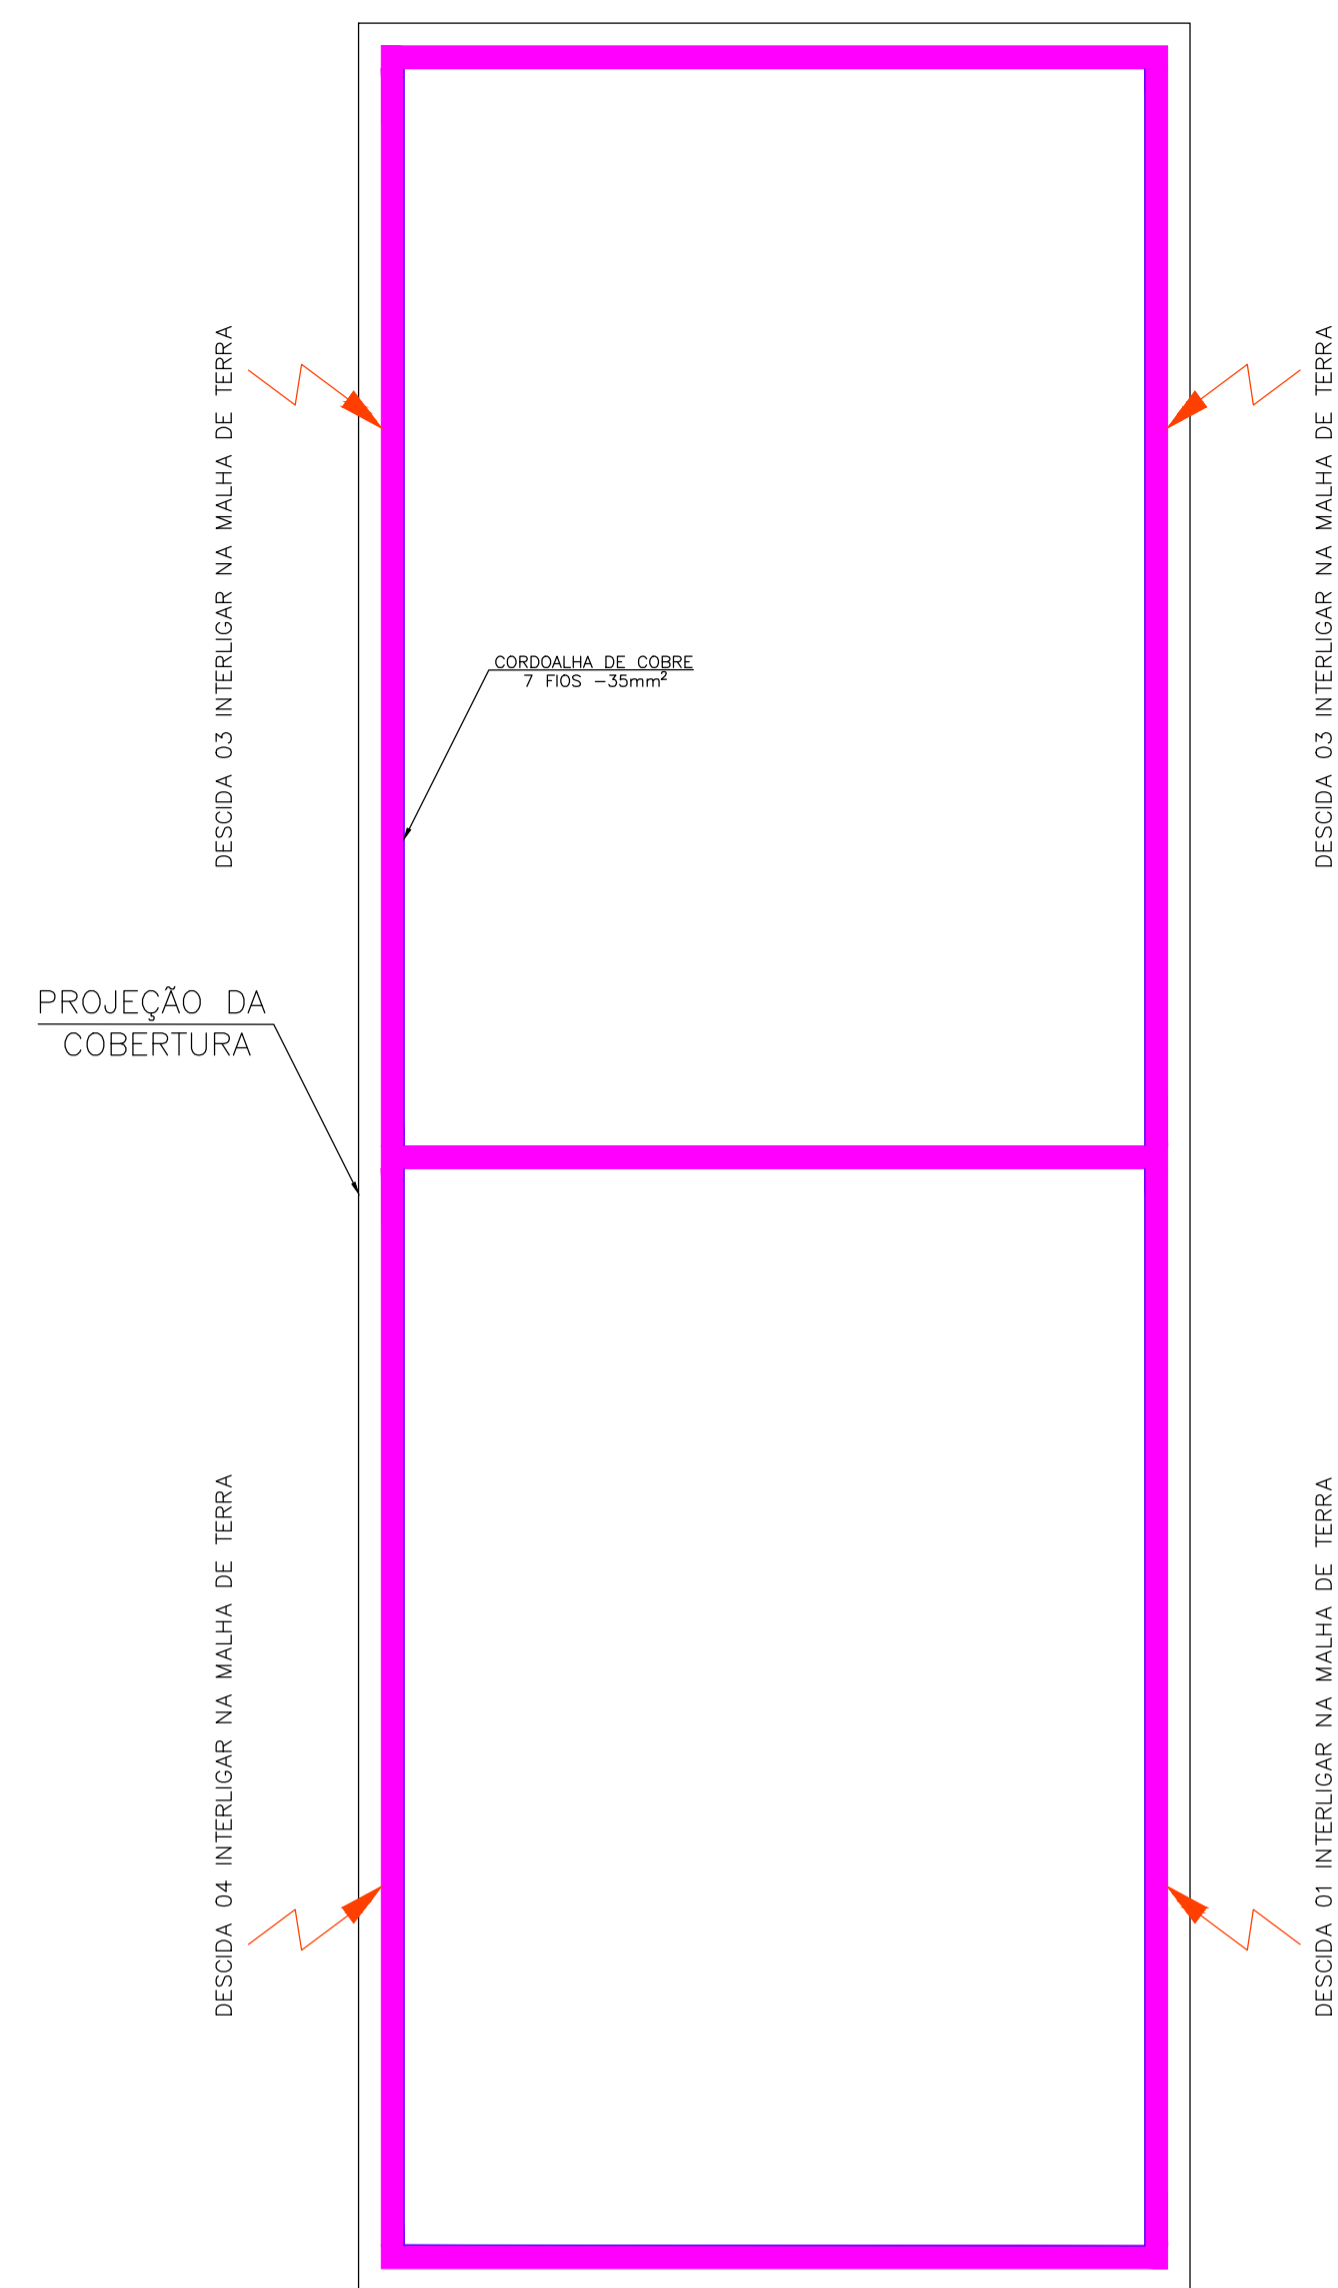 DESCIDA 03 INTERLIGAR NA MALHA DE TERRA
DESCIDA 03 INTERLIGAR NA MALHA DE TERRA
CORDOALHA DE COBRE
7 FIOS -35mm²
PROJEÇÃO DA
COBERTURA
DESCIDA 04 INTERLIGAR NA MALHA DE TERRA
DESCIDA 01 INTERLIGAR NA MALHA DE TERRA